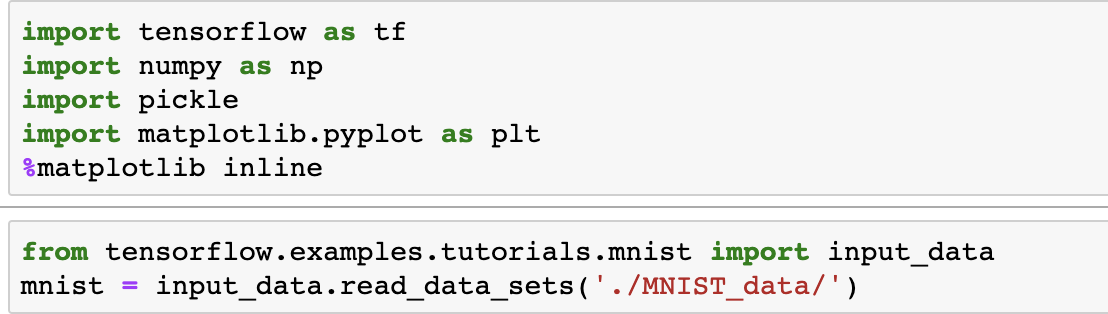 import tensorflow as tf
import numpy as np
import pickle
import matplotlib.pyplot as plt
%matplotlib inline
from tensorflow.examples.tutorials.mnist import input_data
mnist = input_data.read_data_sets('./MNIST_data/')